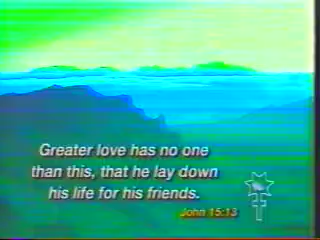 Greater love has no one
than this, that he lay down
his life for his friends.
John 15:13